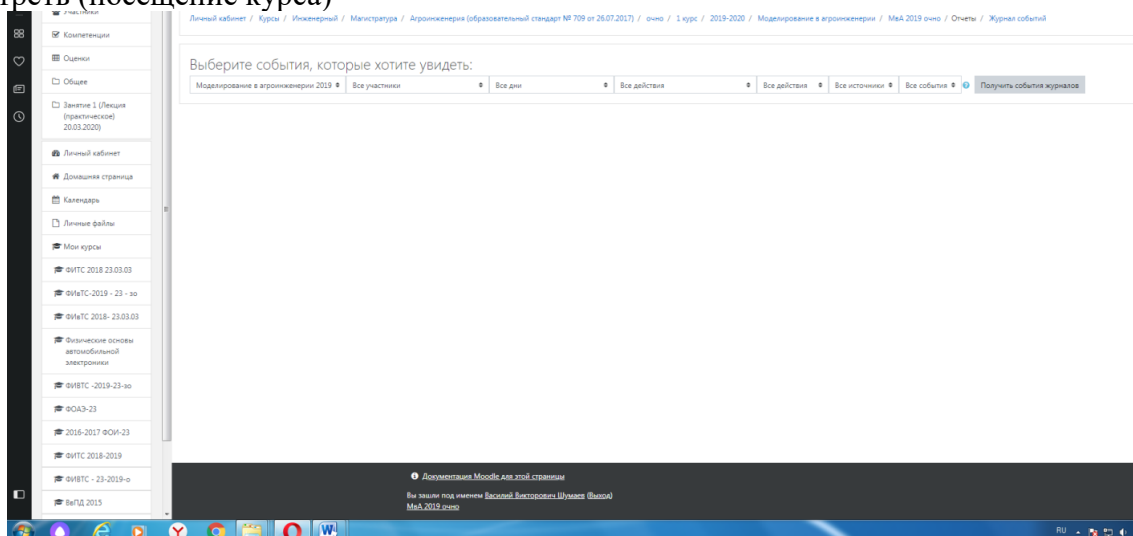 треть (посещение курса)
Участники
Компетенции
Оценки
Общее
Занятие 1 (Лекция
(практическое)
20.03.2020)
Личный кабинет
Домашняя страница
Календарь
Личные файлы
Мои курсы
ФИТС 2018 23.03.03
ФИеТС-2019 - 23 - зо
ФИеТС 2018- 23.03.03
Физические основы
автомобильной
электроники
ФИВТС -2019-23-зо
ФОАЭ-23
2016-2017 ФОИ-23
ФИТС 2018-2019
ФИВТС - 23-2019-о
ВеПД 2015
Личный кабинет / Курсы / Инженерный / Магистратура / Агроинженерия (образовательный стандарт № 709 от 26.07.2017) / очно / 1 курс / 2019-2020 / Моделирование в агроинженерии / МвА 2019 очно / Отчеты / Журнал событий
Выберите события, которые хотите увидеть:
Моделирование в агроинженерии 2019 Все участники Все дни Все действия Все действия Все источники Все события Получить события журналов
Документация Moodle для этой страницы
Вы зашли под именем Василий Викторович Шумаев (Выход)
МвА 2019 очно
RU